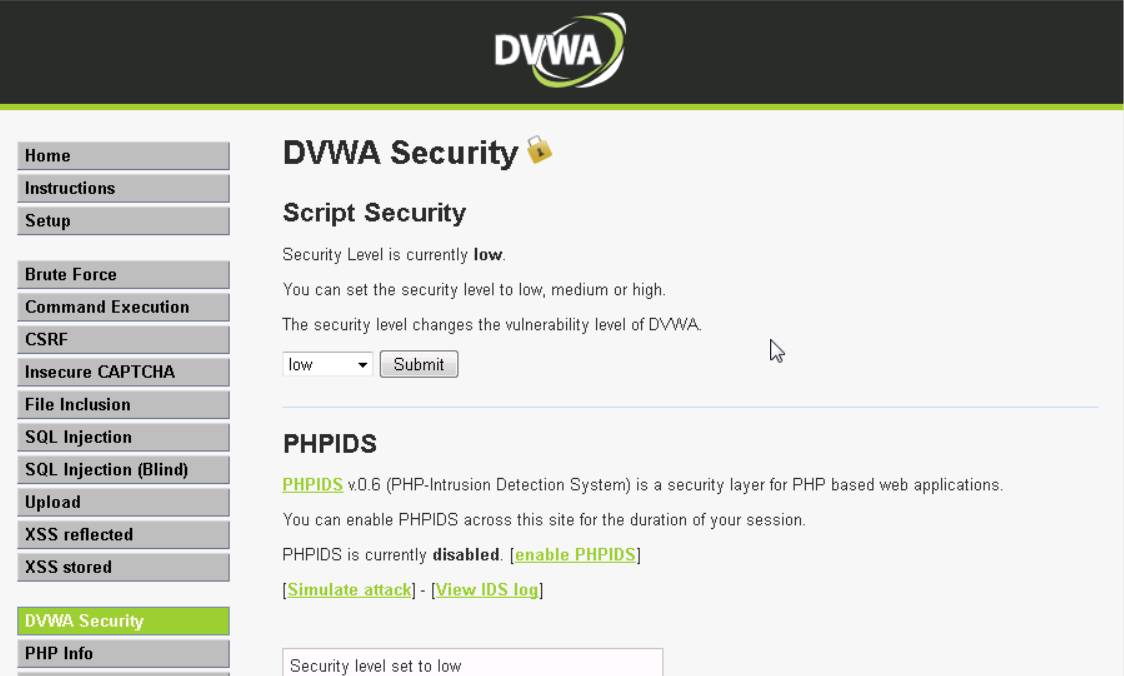 DVWA
Home
Instructions
Setup
Brute Force
Command Execution
CSRF
Insecure CAPTCHA
File Inclusion
SQL Injection
SQL Injection (Blind)
Upload
XSS reflected
XSS stored
DVWA Security
PHP Info
DVWA Security
Script Security
Security Level is currently low.
You can set the security level to low, medium or high.
The security level changes the vulnerability level of DVWA.
low Submit
PHPIDS
PHPIDS v.0.6 (PHP-Intrusion Detection System) is a security layer for PHP based web applications.
You can enable PHPIDS across this site for the duration of your session.
PHPIDS is currently disabled. [enable PHPIDS]
[Simulate attack] - [View IDS log]
Security level set to low